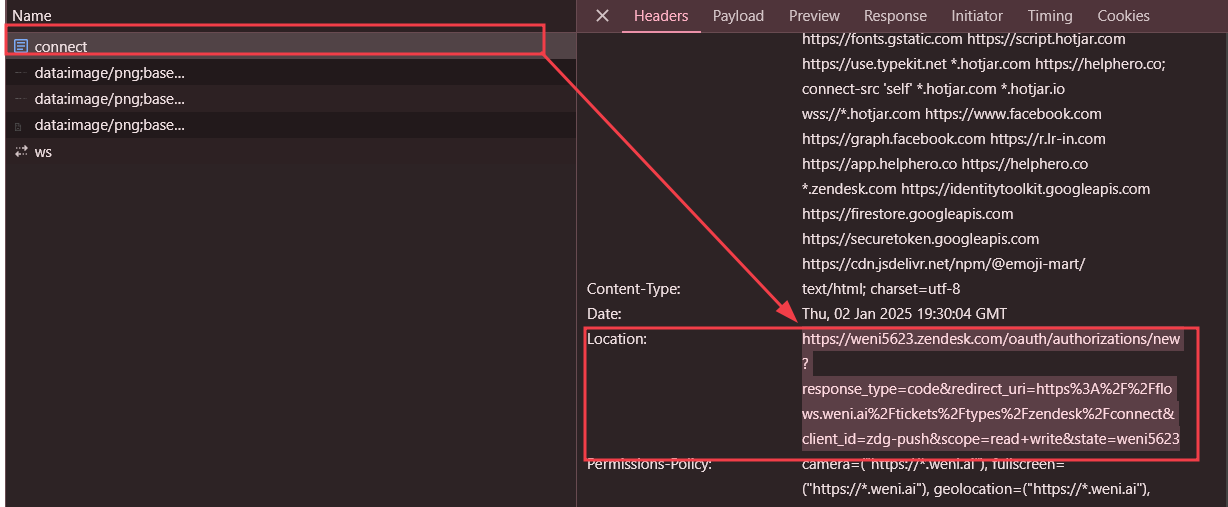 Name
connect
data:image/png;base...
data:image/png;base...
data:image/png;base...
ws
Headers Payload Preview Response Initiator Timing Cookies
https://fonts.gstatic.com https://script.hotjar.com
https://use.typekit.net *.hotjar.com https://helphero.co;
connect-src 'self' *.hotjar.com *.hotjar.io
wss://*.hotjar.com https://www.facebook.com
https://graph.facebook.com https://r.lr-in.com
https://app.helphero.co https://helphero.co
*.zendesk.com https://identitytoolkit.googleapis.com
https://firestore.googleapis.com
https://securetoken.googleapis.com
https://cdn.jsdelivr.net/npm/@emoji-mart/
Content-Type: text/html; charset=utf-8
Date: Thu, 02 Jan 2025 19:30:04 GMT
Location: https://weni5623.zendesk.com/oauth/authorizations/new
?
response_type=code&redirect_uri=https%3A%2F%2Fflo
ws.weni.ai%2Ftickets%2Ftypes%2Fzendesk%2Fconnect&
client_id=zdg-push&scope=read+write&state=weni5623
Permissions-Policy: camera=("https://*.weni.ai"), fullscreen=
("https://*.weni.ai"), geolocation=("https://*.weni.ai"),